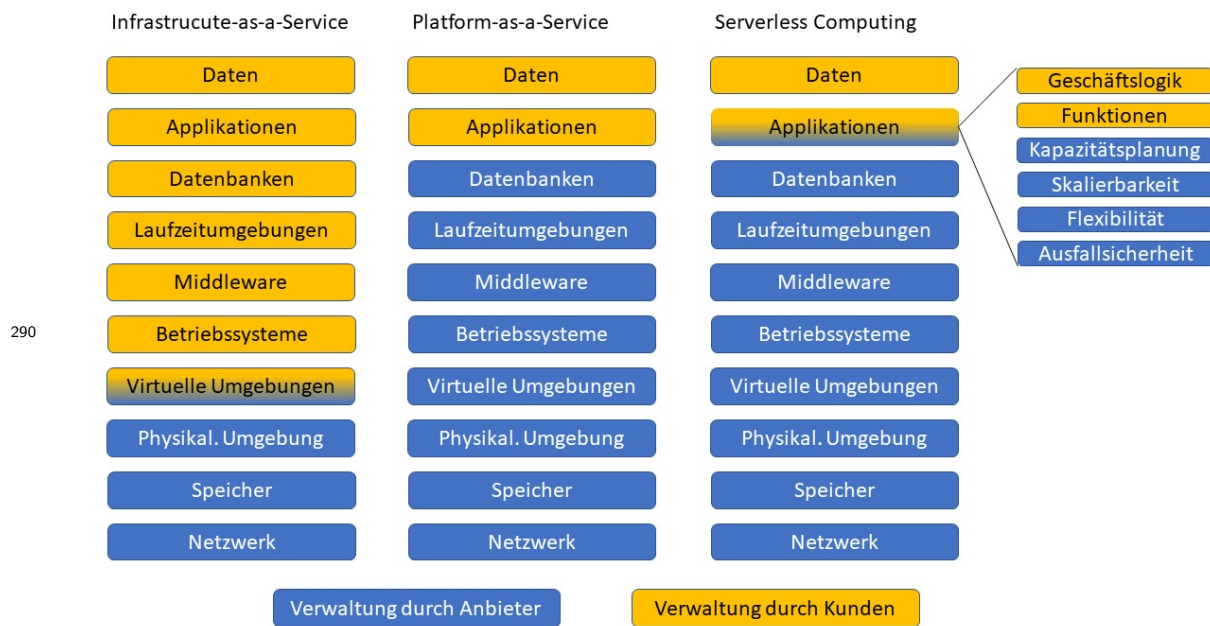 Infrastrucute-as-a-Service
Daten
Applikationen
Datenbanken
Laufzeitumgebungen
Middleware
Betriebssysteme
Virtuelle Umgebungen
Physikal. Umgebung
Speicher
Netzwerk
Platform-as-a-Service
Daten
Applikationen
Datenbanken
Laufzeitumgebungen
Middleware
Betriebssysteme
Virtuelle Umgebungen
Physikal. Umgebung
Speicher
Netzwerk
Serverless Computing
Daten
Applikationen
Datenbanken
Laufzeitumgebungen
Middleware
Betriebssysteme
Virtuelle Umgebungen
Physikal. Umgebung
Speicher
Netzwerk
Geschäftslogik
Funktionen
Kapazitätsplanung
Skalierbarkeit
Flexibilität
Ausfallsicherheit
290
Verwaltung durch Anbieter
Verwaltung durch Kunden